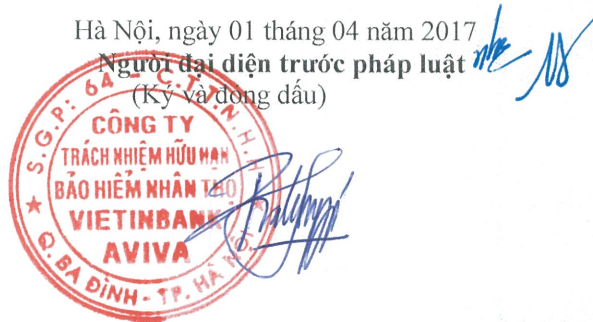 Hà Nội, ngày 01 tháng 04 năm 2017
Người đại diện trước pháp luật
(Ký và đóng dấu)
S.G.P: 64 - C.T.T.N.H.H
CÔNG TY
TRÁCH NHIỆM HỮU HẠN
BẢO HIỂM NHÂN THỌ
VIETINBANK
AVIVA
Q. BA ĐÌNH - TP. HÀ NỘI